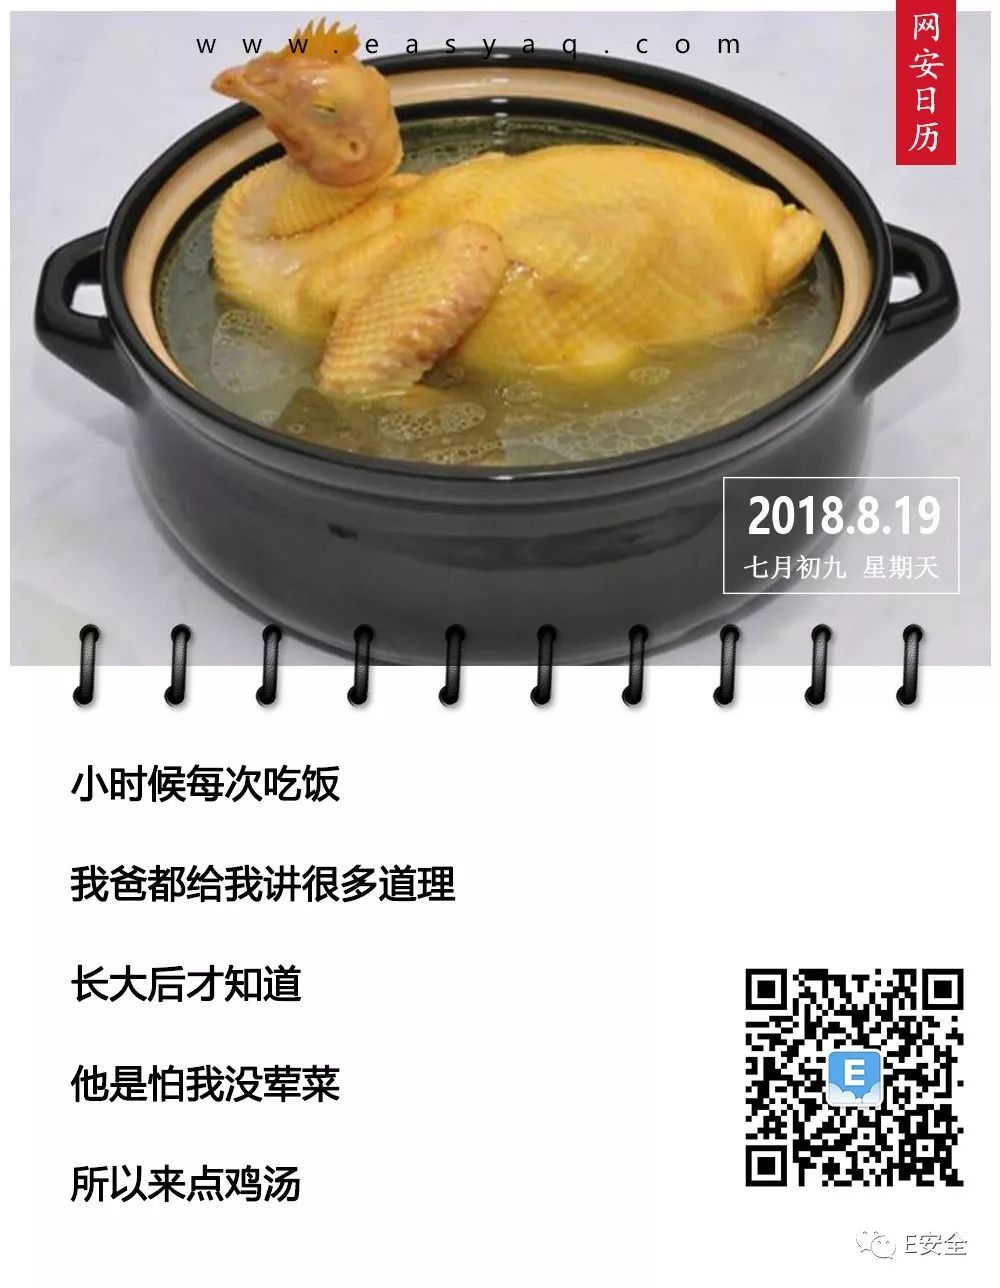 www.easyaq.com
网安日历
2018.8.19
七月初九 星期天
小时候每次吃饭
我爸都给我讲很多道理
长大后才知道
他是怕我没荤菜
所以来点鸡汤
E
E安全